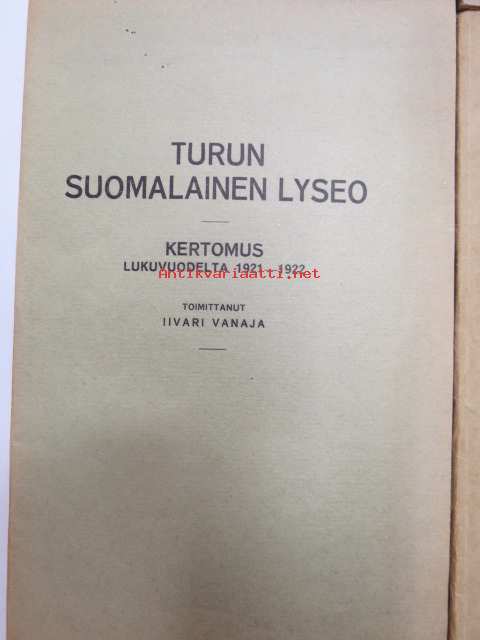 TURUN
SUOMALAINEN LYSEO
KERTOMUS
LUKUVUODELTA 1921—1922
Antikvariaatti.net
TOIMITTANUT
IIVARI VANAJA